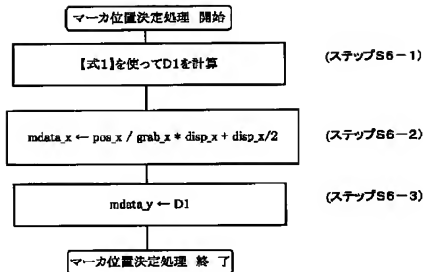 マーカ位置決定処理 開始
【式1】を使ってD1を計算
(ステップS6-1)
mdata_x ← pos_x / grab_x * disp_x + disp_x/2
(ステップS6-2)
mdata_y ← D1
(ステップS6-3)
マーカ位置決定処理 終 了